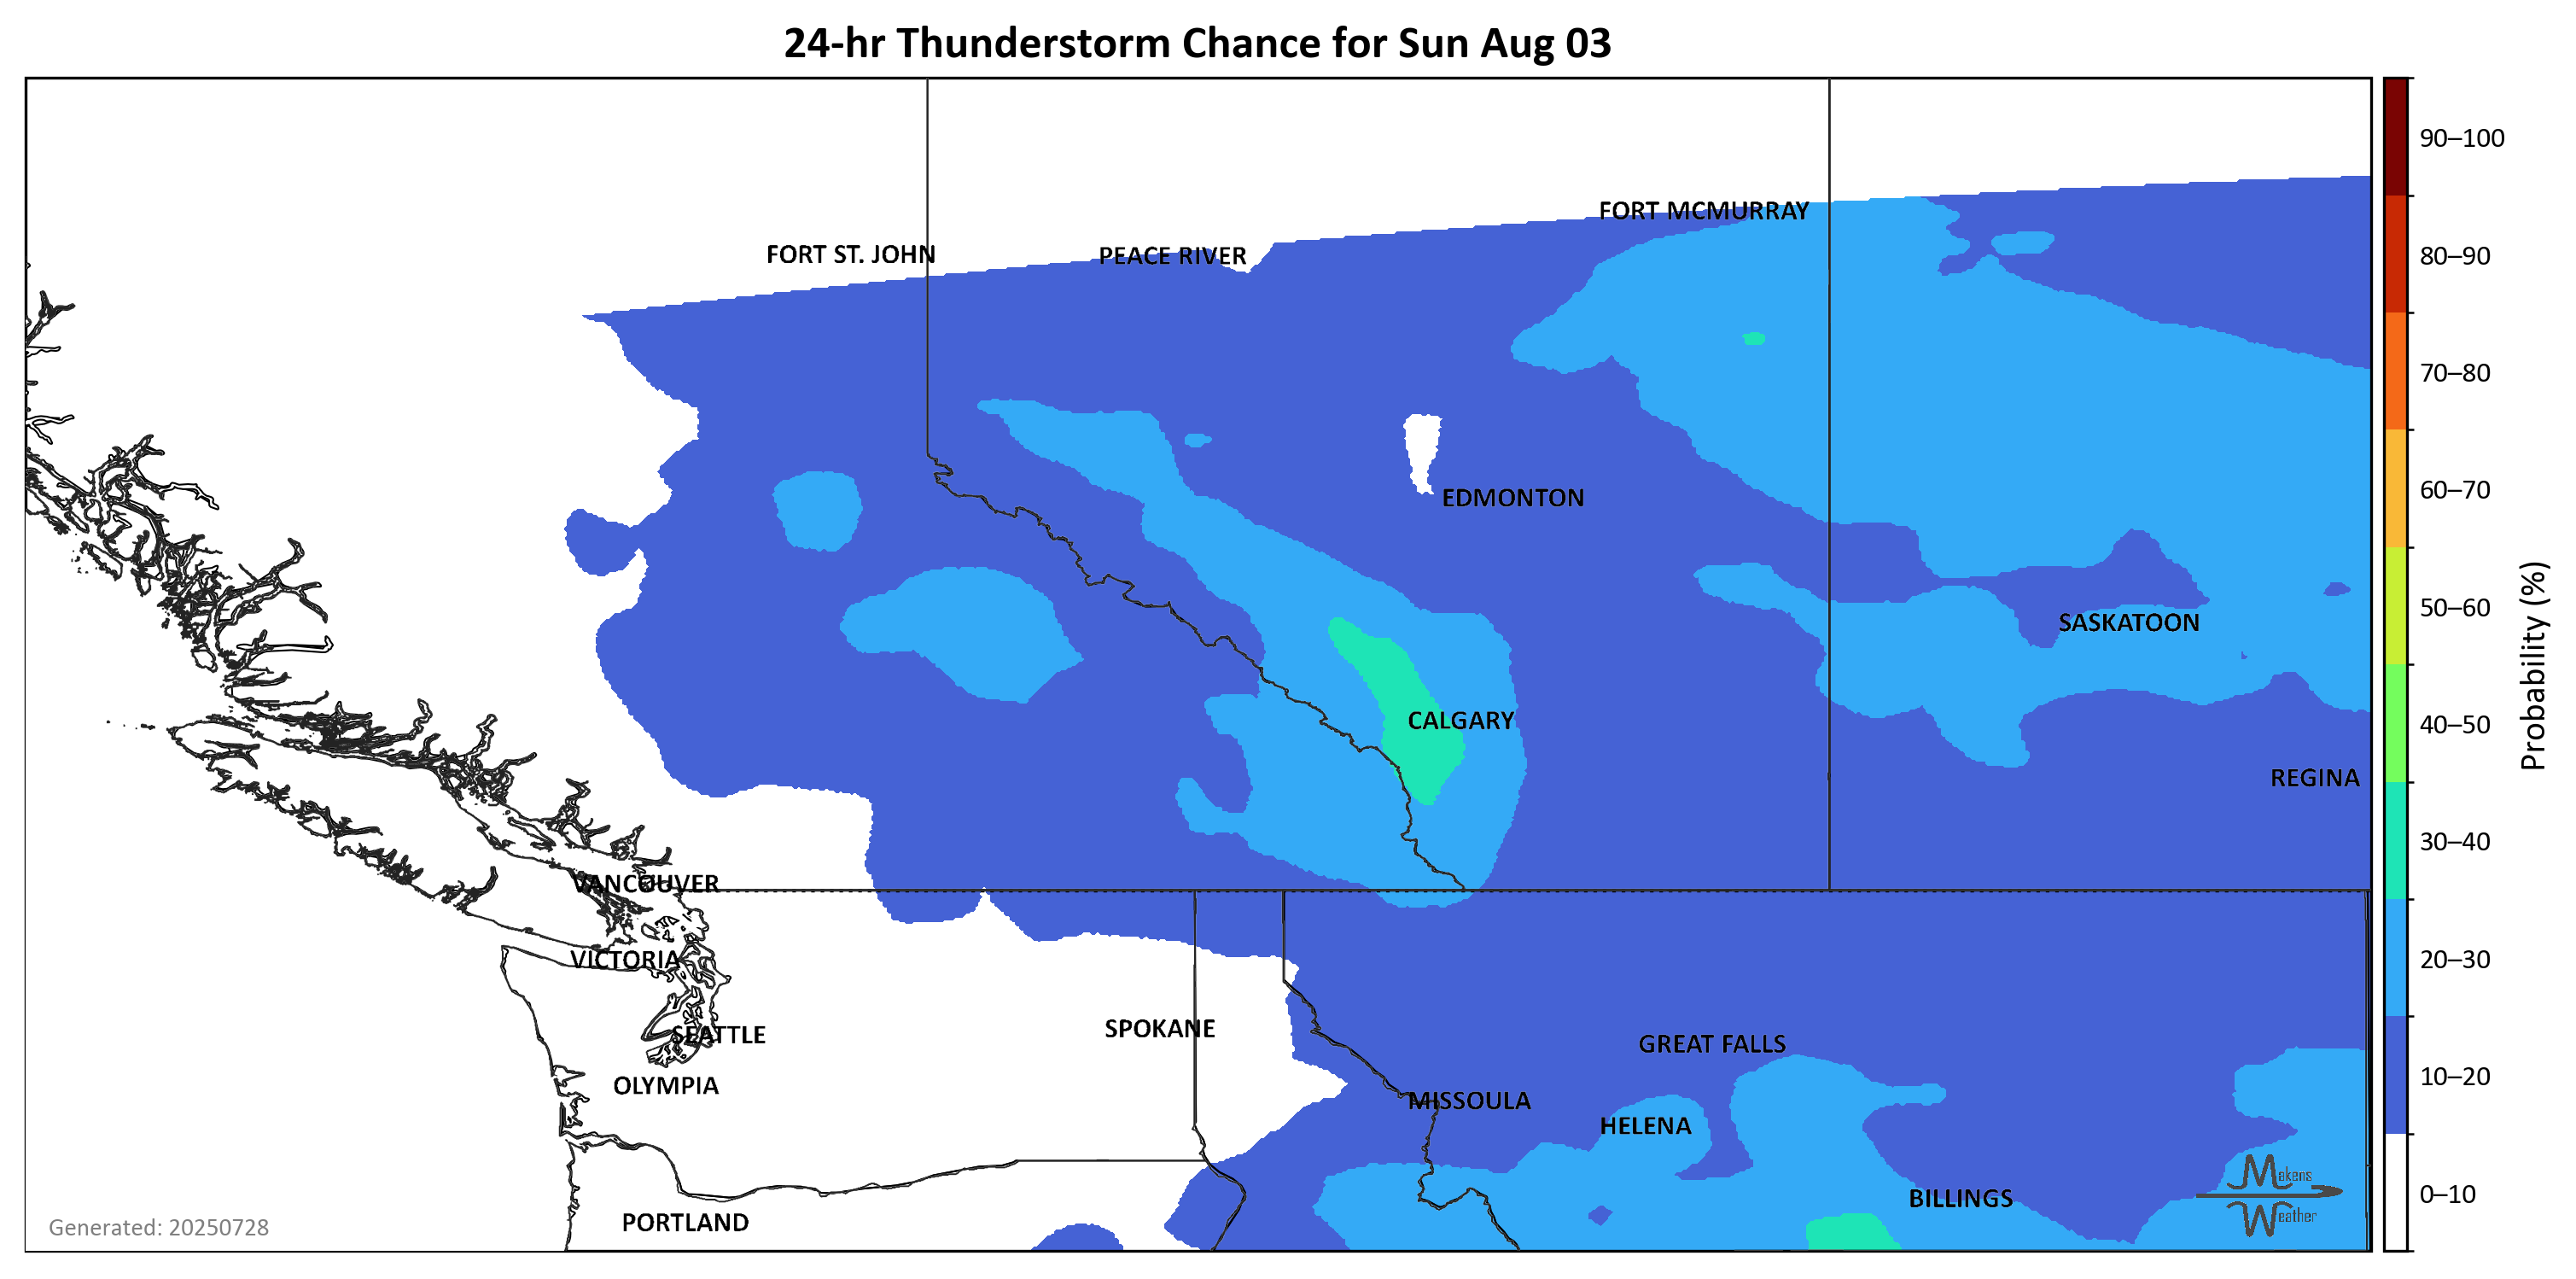 24-hr Thunderstorm Chance for Sun Aug 03
90–100
FORT MCMURRAY
FORT ST. JOHN
PEACE RIVER
80–90
70–80
60–70
EDMONTON
50–60
SASKATOON
CALGARY
40–50
Probability (%)
REGINA
30–40
VANCOUVER
VICTORIA
20–30
SPOKANE
SEATTLE
GREAT FALLS
OLYMPIA
10–20
MISSOULA
HELENA
Makens
Weather
0–10
BILLINGS
PORTLAND
Generated: 20250728